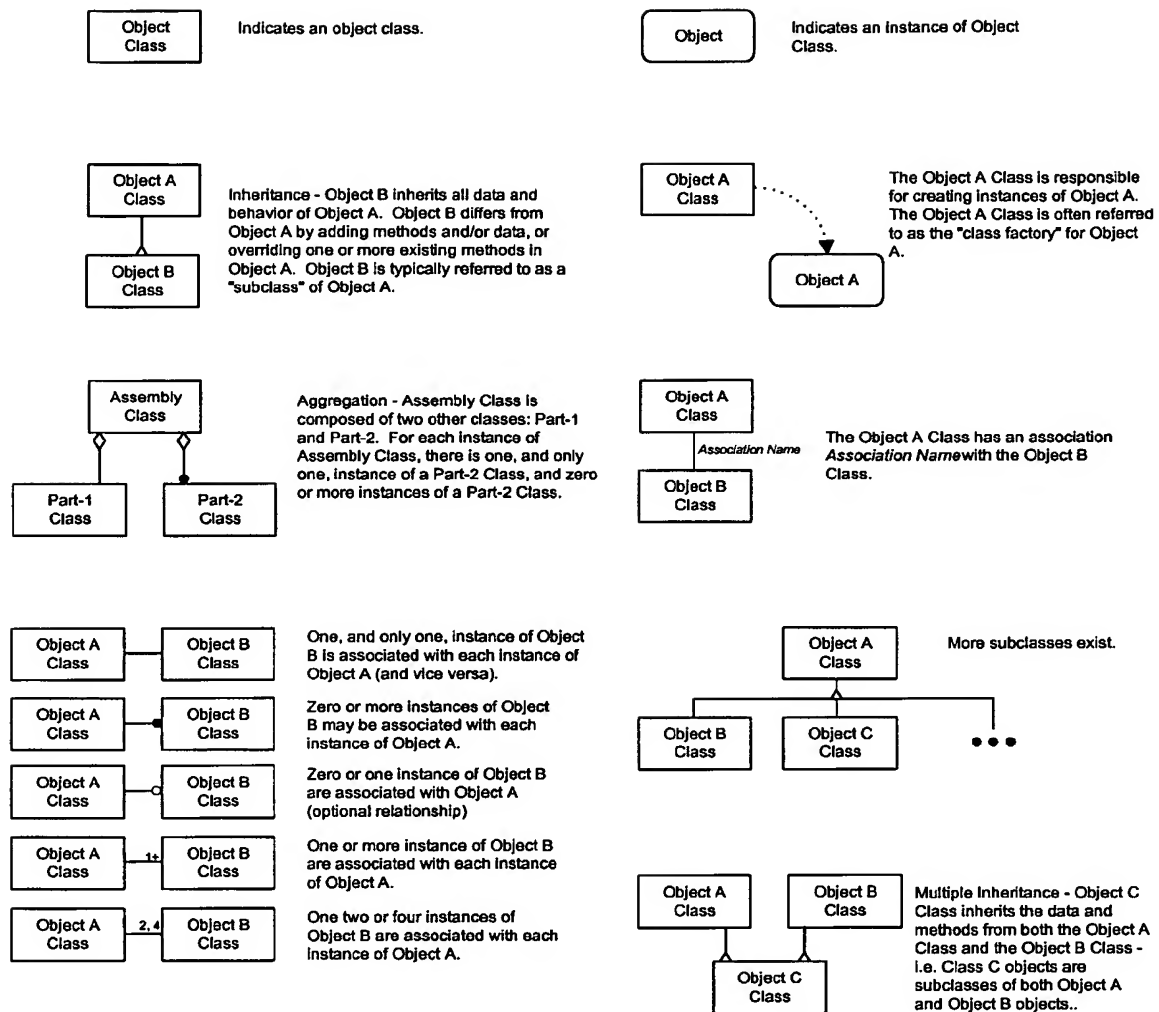 Object
Class
Indicates an object class.
Object
Indicates an instance of Object
Class.
Object A
Class
Object B
Class
Inheritance - Object B inherits all data and
behavior of Object A. Object B differs from
Object A by adding methods and/or data, or
overriding one or more existing methods in
Object A. Object B is typically referred to as a
"subclass" of Object A.
Object A
Class
Object A
The Object A Class is responsible
for creating instances of Object A.
The Object A Class is often referred
to as the "class factory" for Object
A.
Assembly
Class
Part-1
Class
Part-2
Class
Aggregation - Assembly Class is
composed of two other classes: Part-1
and Part-2. For each instance of
Assembly Class, there is one, and only
one, instance of a Part-2 Class, and zero
or more instances of a Part-2 Class.
Object A
Class
Association Name
Object B
Class
The Object A Class has an association
Association Namewith the Object B
Class.
Object A
Class
Object B
Class
One, and only one, instance of Object
B is associated with each instance of
Object A (and vice versa).
Object A
Class
Object B
Class
Zero or more instances of Object
B may be associated with each
instance of Object A.
Object A
Class
Object B
Class
Zero or one instance of Object B
are associated with Object A
(optional relationship)
Object A
Class
1+
Object B
Class
One or more instance of Object B
are associated with each instance
of Object A.
Object A
Class
2, 4
Object B
Class
One two or four instances of
Object B are associated with each
instance of Object A.
Object A
Class
Object B
Class
Object C
Class
More subclasses exist.
Object A
Class
Object B
Class
Object C
Class
Multiple Inheritance - Object C
Class inherits the data and
methods from both the Object A
Class and the Object B Class -
i.e. Class C objects are
subclasses of both Object A
and Object B objects..